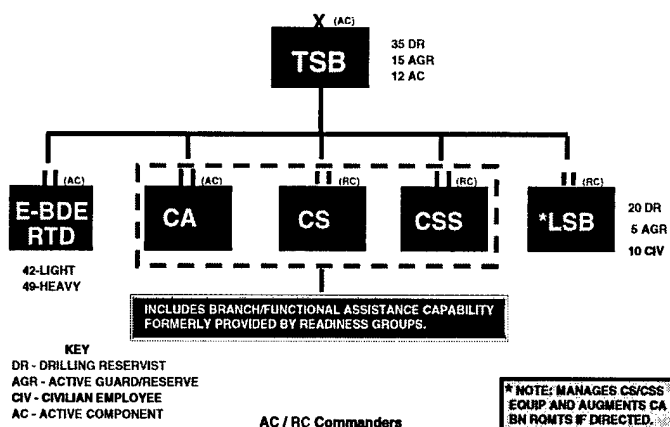 X (AC)
TSB
35 DR
15 AGR
12 AC
(AC)
(AC)
(RC)
(RC)
(RC)
E-BDE
RTD
CA
CS
CSS
*LSB
20 DR
5 AGR
10 CIV
42-LIGHT
49-HEAVY
INCLUDES BRANCH/FUNCTIONAL ASSISTANCE CAPABILITY
FORMERLY PROVIDED BY READINESS GROUPS.
KEY
DR - DRILLING RESERVIST
AGR - ACTIVE GUARD/RESERVE
CIV - CIVILIAN EMPLOYEE
AC - ACTIVE COMPONENT
AC / RC Commanders
* NOTE: MANAGES CS/CSS
EQUIP AND AUGMENTS CA
BN RQMTS IF DIRECTED.